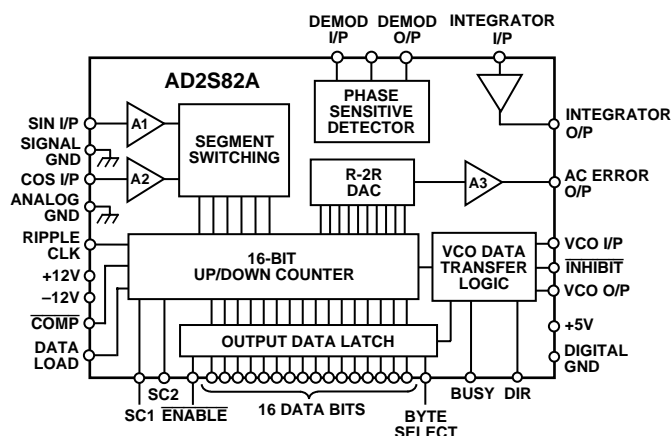 DEMOD
I/P
DEMOD
O/P
INTEGRATOR
I/P
AD2S82A
SIN I/P
A1
SEGMENT
SWITCHING
PHASE
SENSITIVE
DETECTOR
INTEGRATOR
O/P
SIGNAL
GND
COS I/P
A2
R-2R
DAC
A3
AC ERROR
O/P
ANALOG
GND
RIPPLE
CLK
16-BIT
UP/DOWN COUNTER
VCO DATA
TRANSFER
LOGIC
VCO I/P
INHIBIT
VCO O/P
+12V
–12V
COMP
DATA
LOAD
OUTPUT DATA LATCH
+5V
DIGITAL
GND
SC1
SC2
ENABLE
16 DATA BITS
BYTE
SELECT
BUSY
DIR